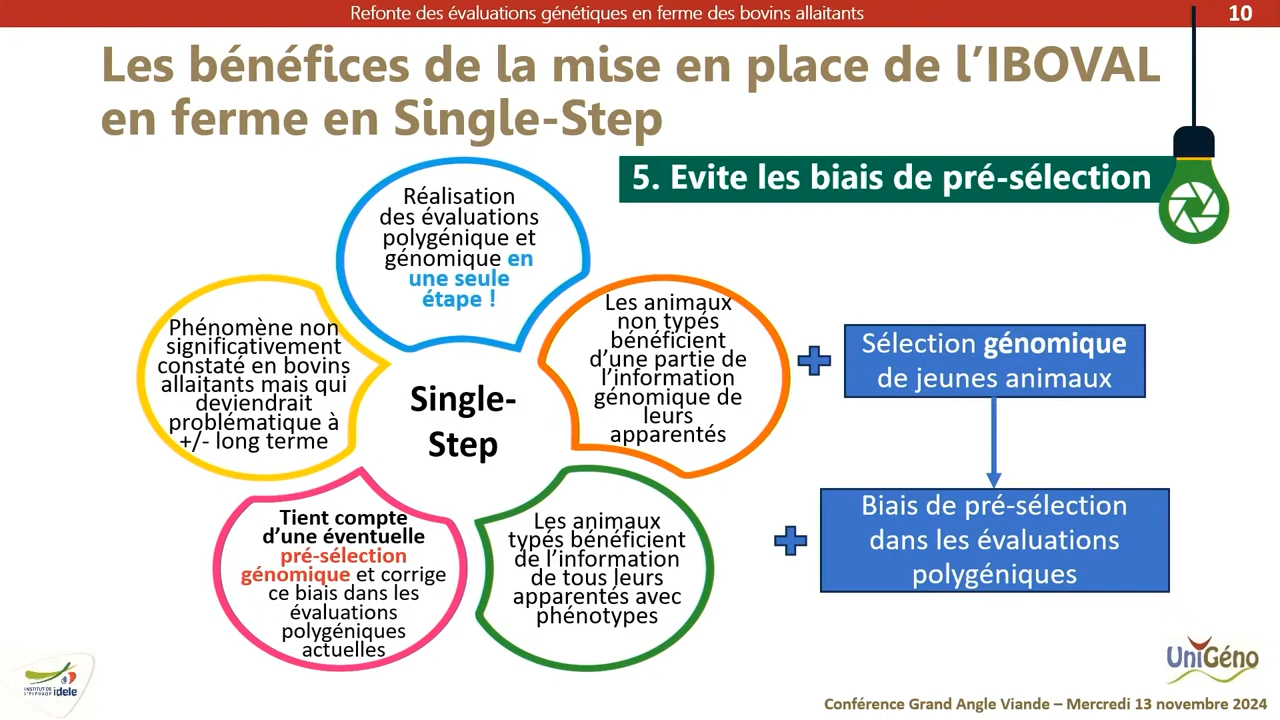 Refonte des évaluations génétiques en ferme des bovins allaitants
10
Les bénéfices de la mise en place de l’IBOVAL
en ferme en Single-Step
5. Evite les biais de pré-sélection
Réalisation
des évaluations
polygénique et
génomique en
une seule
étape !
Phénomène non
significativement
constaté en bovins
allaitants mais qui
deviendrait
problématique à
+/- long terme
Les animaux
non typés
bénéficient
d’une partie de
l’information
génomique de
leurs
apparentés
Single-
Step
Sélection génomique
de jeunes animaux
Tient compte
d’une éventuelle
pré-sélection
génomique et corrige
ce biais dans les
évaluations
polygéniques
actuelles
Les animaux
typés bénéficient
de l’information
de tous leurs
apparentés avec
phénotypes
Biais de pré-sélection
dans les évaluations
polygéniques
INSTITUT DE
L'ÉLEVAGE idele
UniGéno
Conférence Grand Angle Viande – Mercredi 13 novembre 2024